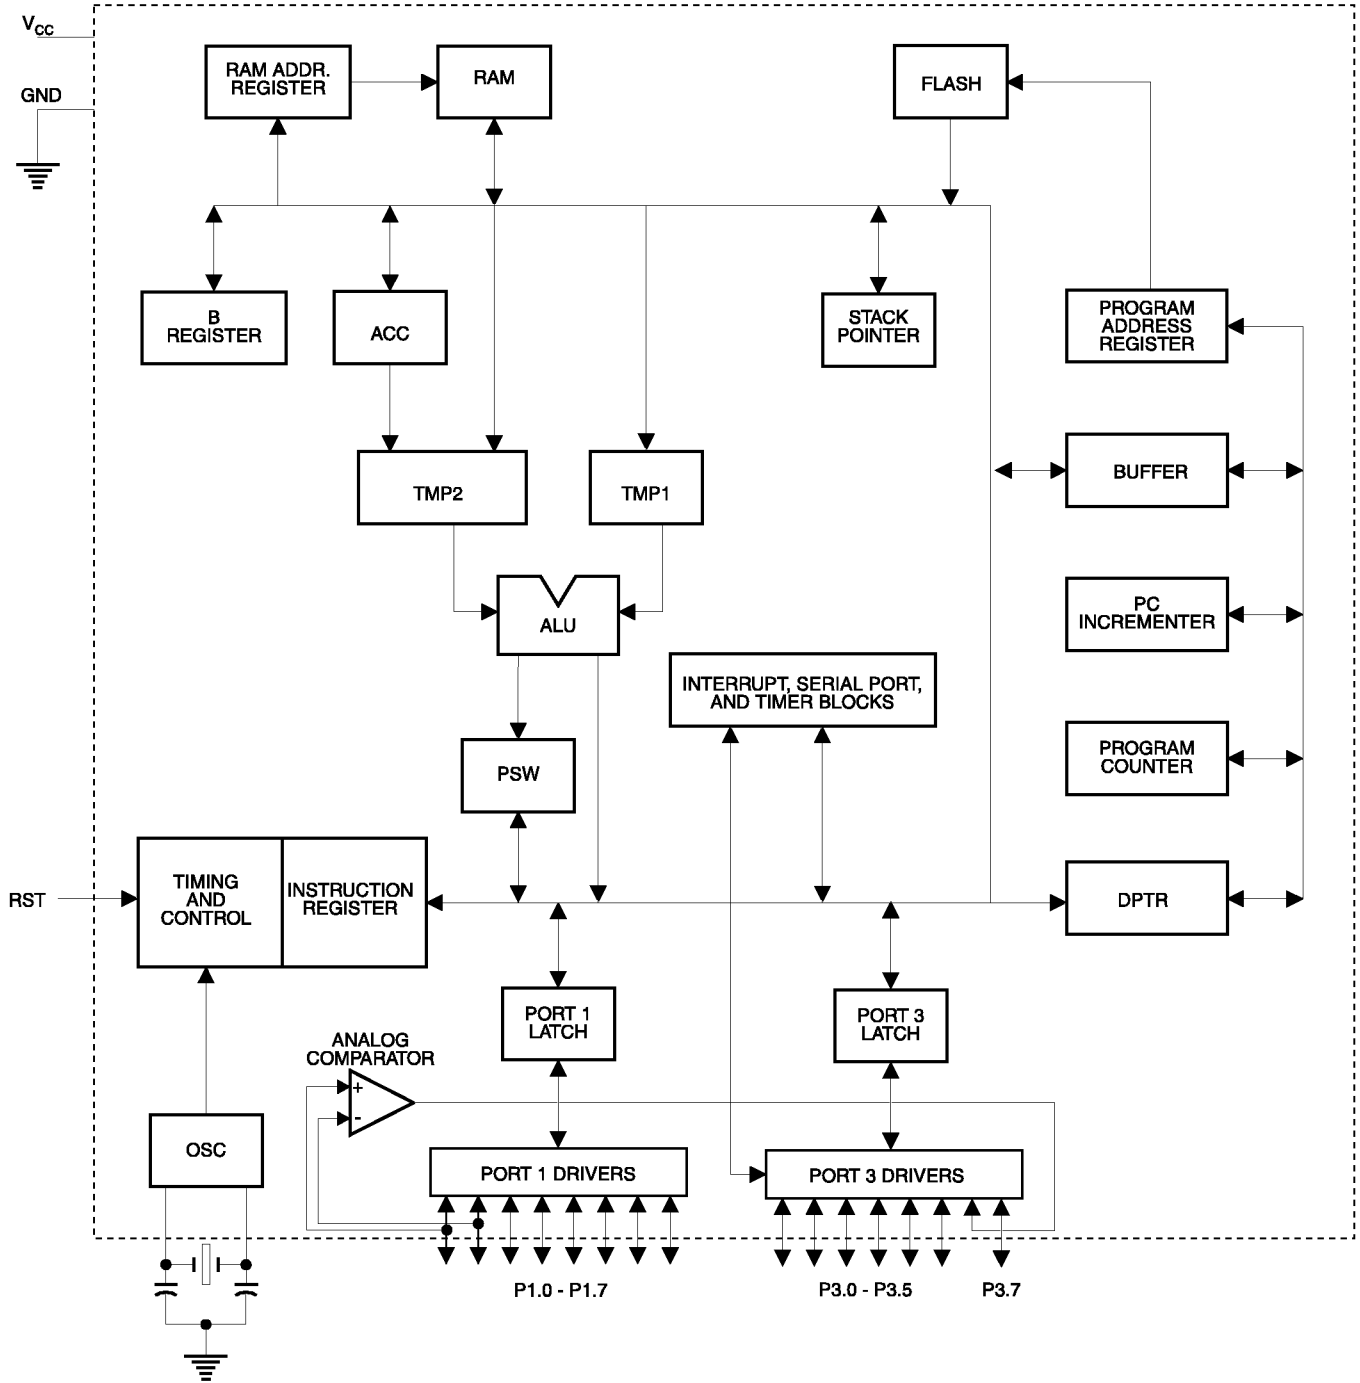 VCC
GND
RAM ADDR.
REGISTER
RAM
FLASH
B
REGISTER
ACC
STACK
POINTER
PROGRAM
ADDRESS
REGISTER
BUFFER
TMP2
TMP1
PC
INCREMENTER
ALU
INTERRUPT, SERIAL PORT,
AND TIMER BLOCKS
PROGRAM
COUNTER
PSW
RST
TIMING
AND
CONTROL
INSTRUCTION
REGISTER
DPTR
PORT 1
LATCH
PORT 3
LATCH
ANALOG
COMPARATOR
+
-
OSC
PORT 1 DRIVERS
PORT 3 DRIVERS
P1.0 - P1.7
P3.0 - P3.5
P3.7